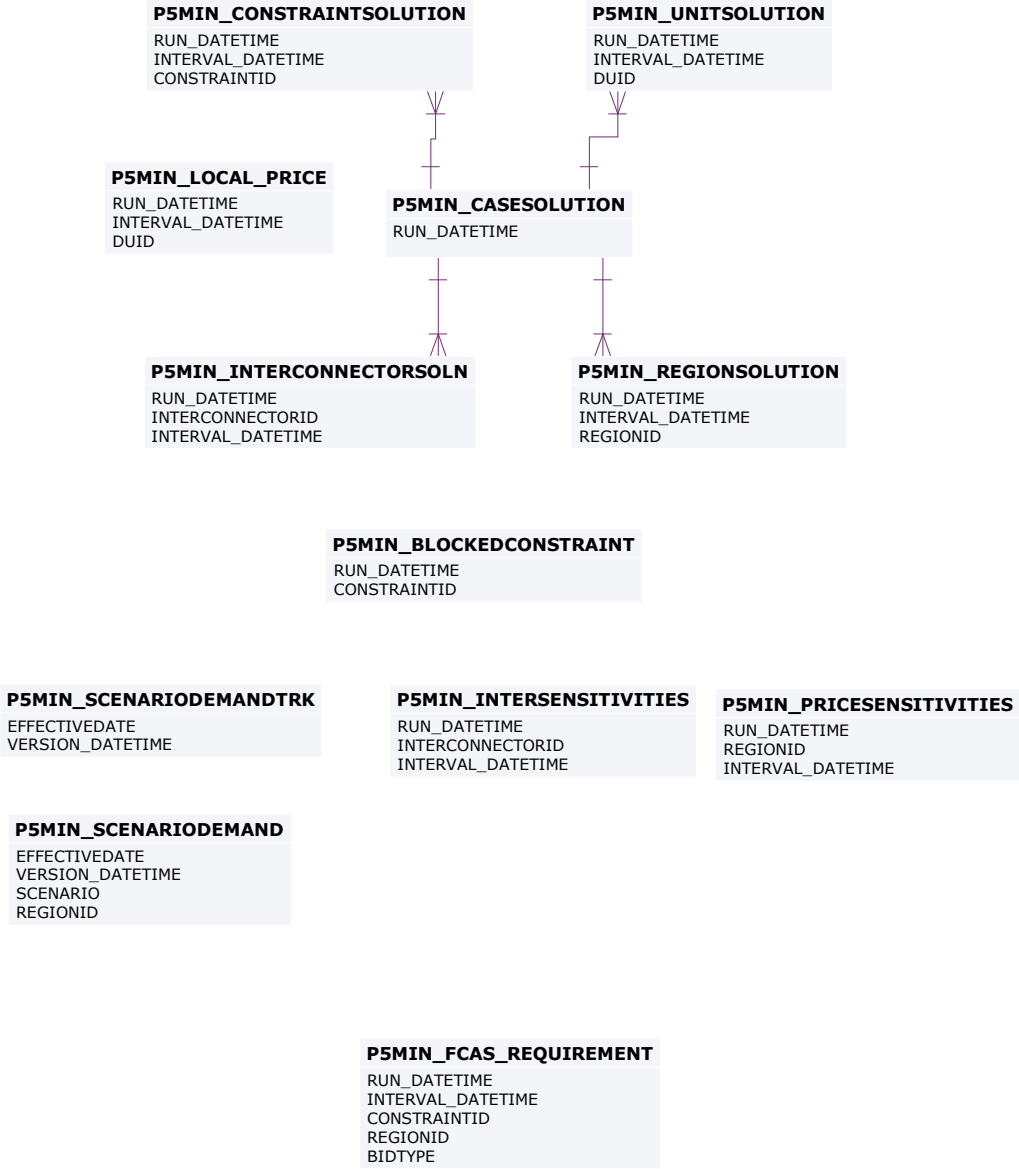 P5MIN_CONSTRAINTSOLUTION
RUN_DATETIME
INTERVAL_DATETIME
CONSTRAINTID
P5MIN_UNITSOLUTION
RUN_DATETIME
INTERVAL_DATETIME
DUID
P5MIN_LOCAL_PRICE
RUN_DATETIME
INTERVAL_DATETIME
DUID
P5MIN_CASESOLUTION
RUN_DATETIME
P5MIN_INTERCONNECTORSOLN
RUN_DATETIME
INTERCONNECTORID
INTERVAL_DATETIME
P5MIN_REGIONSOLUTION
RUN_DATETIME
INTERVAL_DATETIME
REGIONID
P5MIN_BLOCKEDCONSTRAINT
RUN_DATETIME
CONSTRAINTID
P5MIN_SCENARIODEMANDTRK
EFFECTIVEDATE
VERSION_DATETIME
P5MIN_INTERSENSITIVITIES
RUN_DATETIME
INTERCONNECTORID
INTERVAL_DATETIME
P5MIN_PRICESENSITIVITIES
RUN_DATETIME
REGIONID
INTERVAL_DATETIME
P5MIN_SCENARIODEMAND
EFFECTIVEDATE
VERSION_DATETIME
SCENARIO
REGIONID
P5MIN_FCAS_REQUIREMENT
RUN_DATETIME
INTERVAL_DATETIME
CONSTRAINTID
REGIONID
BIDTYPE